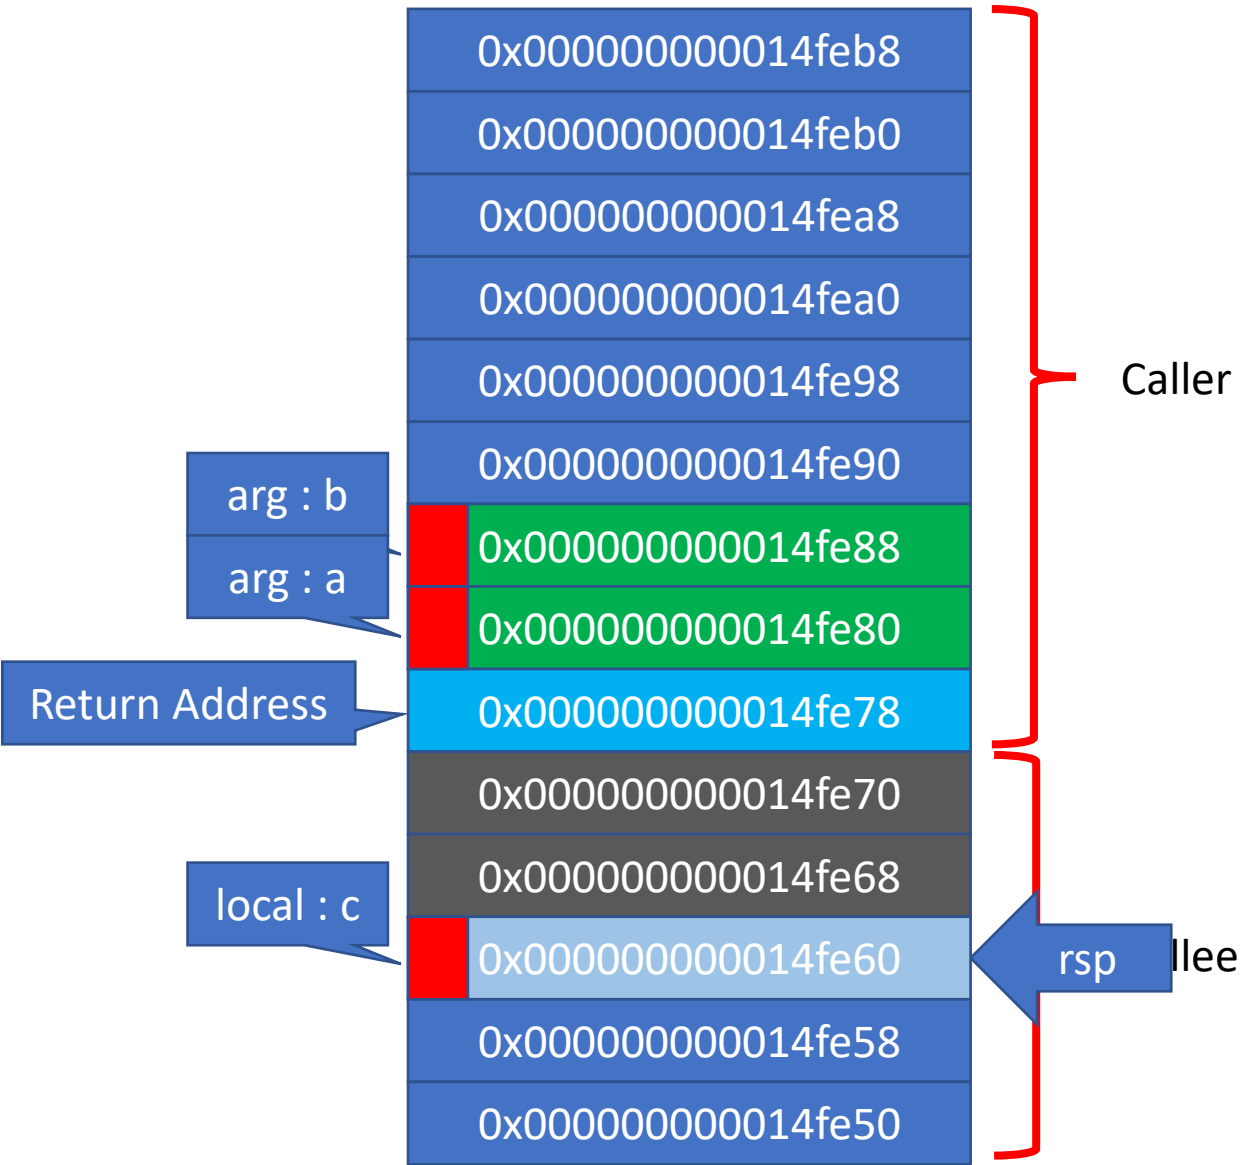 0x000000000014feb8
0x000000000014feb0
0x000000000014fea8
0x000000000014fea0
0x000000000014fe98
Caller
0x000000000014fe90
arg : b
0x000000000014fe88
arg : a
0x000000000014fe80
Return Address
0x000000000014fe78
0x000000000014fe70
0x000000000014fe68
local : c
0x000000000014fe60
rsp
llee
0x000000000014fe58
0x000000000014fe50